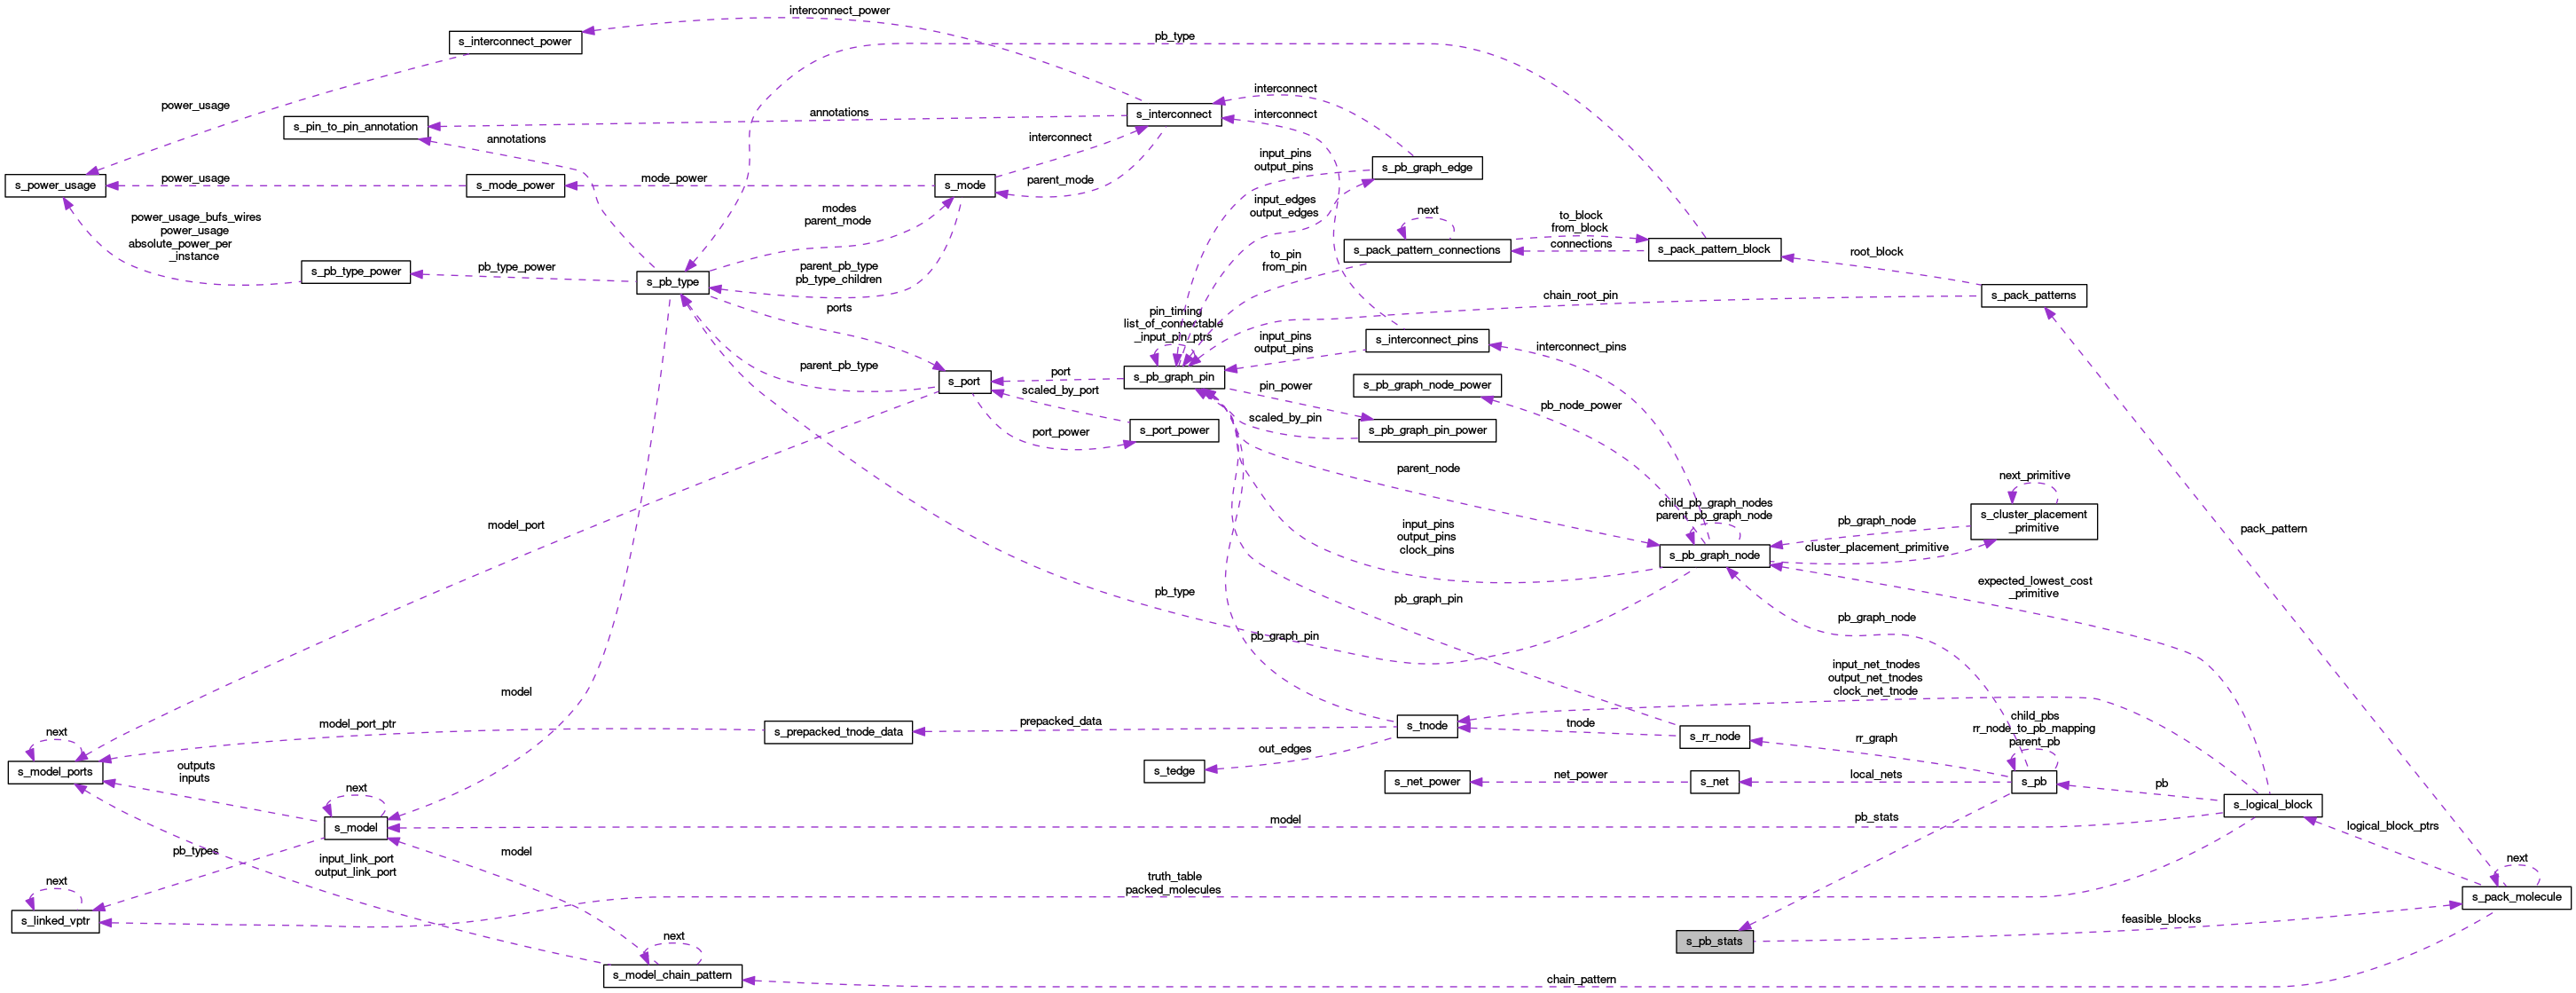 interconnect_power
s_interconnect_power
pb_type
power_usage
s_pin_to_pin_annotation
annotations
annotations
s_interconnect
interconnect
interconnect
interconnect
s_power_usage
power_usage
s_mode_power
mode_power
s_mode
parent_mode
input_pins
output_pins
s_pb_graph_edge
input_edges
output_edges
power_usage_bufs_wires
power_usage
absolute_power_per
_instance
s_pb_type_power
pb_type_power
s_pb_type
modes
parent_mode
parent_pb_type
pb_type_children
ports
next
s_pack_pattern_connections
to_block
from_block
connections
s_pack_pattern_block
root_block
s_pack_patterns
to_pin
from_pin
chain_root_pin
pin_timing
list_of_connectable
_input_pin_ptrs
input_pins
output_pins
s_interconnect_pins
interconnect_pins
parent_pb_type
s_port
port
s_pb_graph_pin
scaled_by_port
port_power
s_port_power
s_pb_graph_node_power
pin_power
scaled_by_pin
s_pb_graph_pin_power
pb_node_power
parent_node
child_pb_graph_nodes
parent_pb_graph_node
s_pb_graph_node
next_primitive
s_cluster_placement
_primitive
pb_graph_node
cluster_placement_primitive
pack_pattern
input_pins
output_pins
clock_pins
model_port
pb_type
pb_graph_pin
pb_graph_pin
expected_lowest_cost
_primitive
pb_graph_node
input_net_tnodes
output_net_tnodes
clock_net_tnode
model
model_port_ptr
s_prepacked_tnode_data
prepacked_data
s_tnode
tnode
s_rr_node
rr_graph
child_pbs
rr_node_to_pb_mapping
parent_pb
out_edges
s_tedge
s_net_power
net_power
s_net
local_nets
s_pb
pb
s_logical_block
next
s_model_ports
outputs
inputs
next
s_model
model
pb_stats
logical_block_ptrs
pb_types
input_link_port
output_link_port
model
next
s_linked_vptr
truth_table
packed_molecules
next
s_pack_molecule
feasible_blocks
s_pb_stats
next
s_model_chain_pattern
chain_pattern